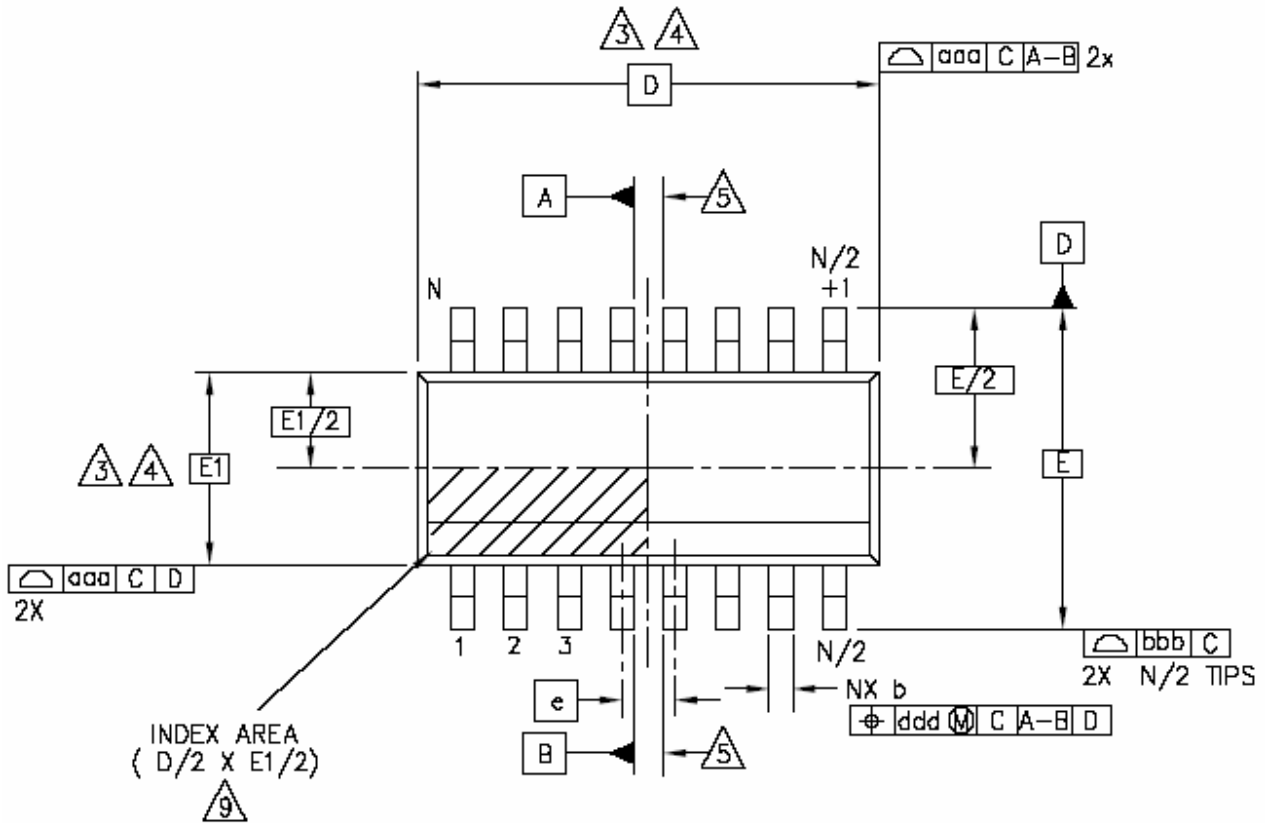 3 4
D
aaa C A-B 2x
A
5
D
N
N/2
+1
E1/2
E/2
3 4
E1
E
aaa C D
2X
1 2 3
N/2
bbb C
2X N/2 TIPS
e
NX b
ddd M C A-B D
INDEX AREA
( D/2 X E1/2)
B
5
9